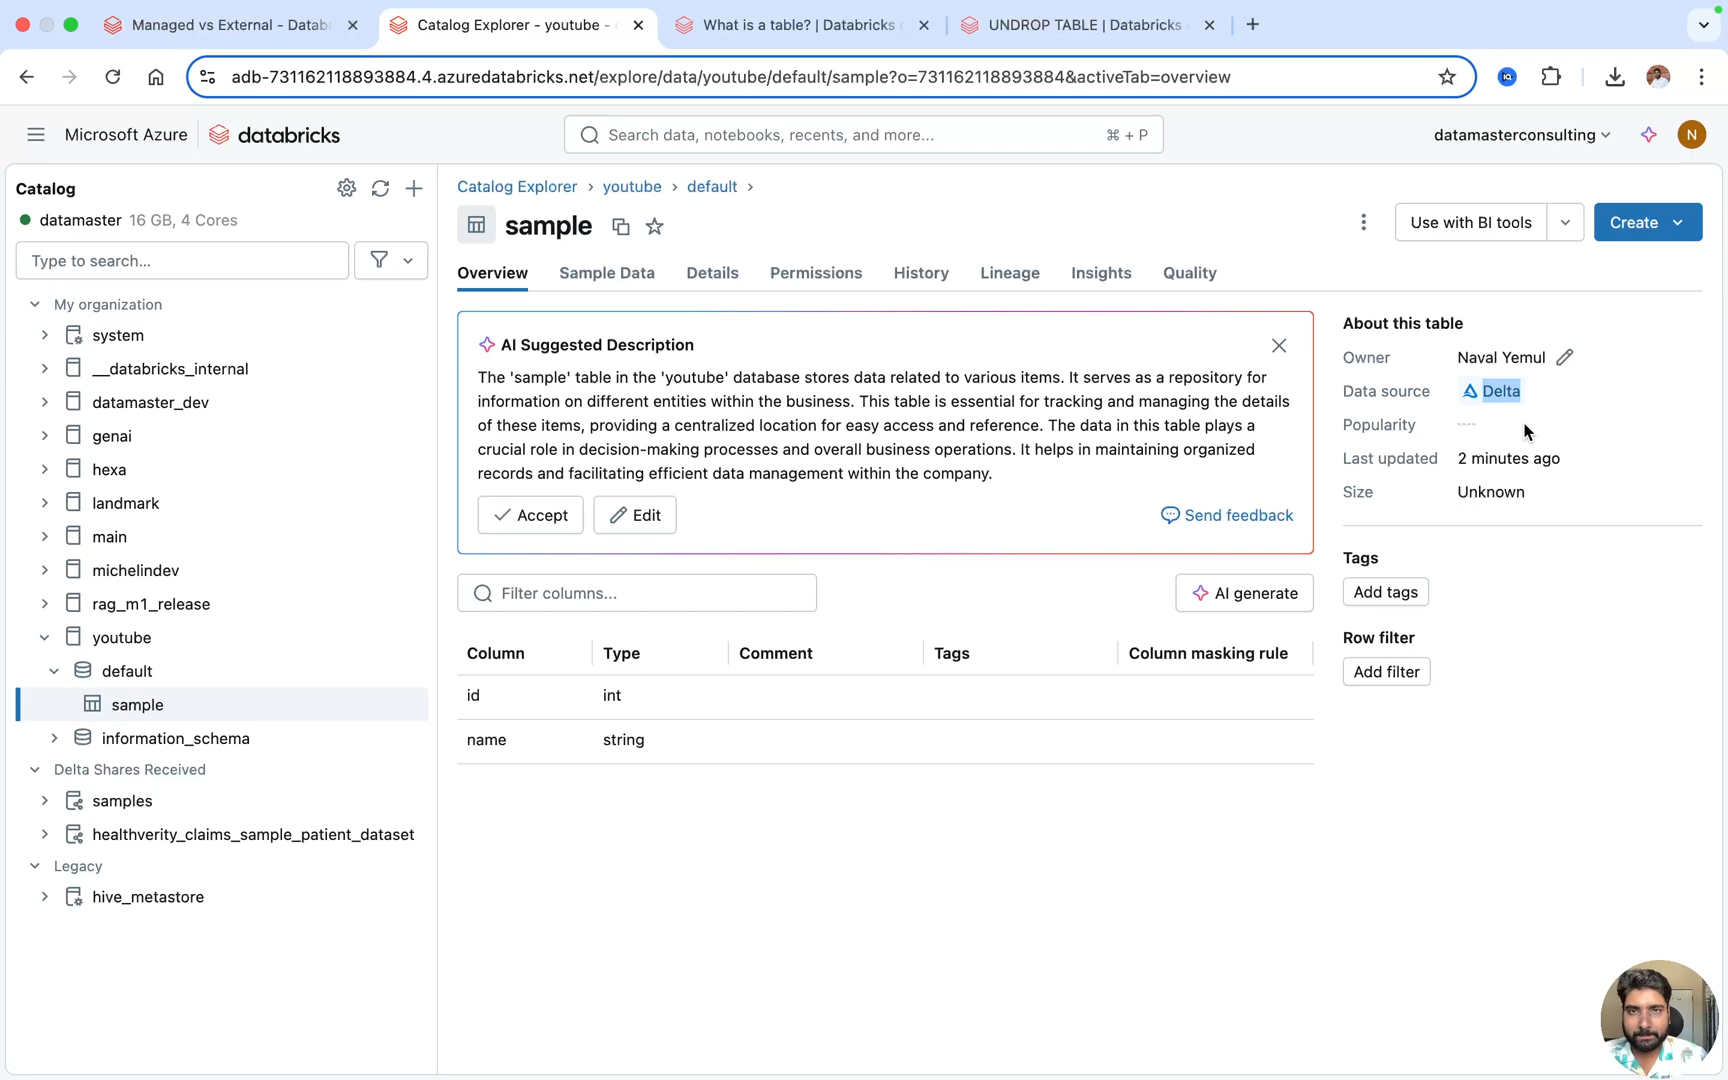 Managed vs External - Datab
Catalog Explorer - youtube -
What is a table? | Databricks
UNDROP TABLE | Databricks
adb-731162118893884.4.azuredatabricks.net/explore/data/youtube/default/sample?o=731162118893884&activeTab=overview
Microsoft Azure
databricks
Search data, notebooks, recents, and more...
⌘ + P
datamasterconsulting
N
Catalog
datamaster 16 GB, 4 Cores
Type to search...
My organization
system
__databricks_internal
datamaster_dev
genai
hexa
landmark
main
michelindev
rag_m1_release
youtube
default
sample
information_schema
Delta Shares Received
samples
healthverity_claims_sample_patient_dataset
Legacy
hive_metastore
Catalog Explorer › youtube › default ›
sample
Use with BI tools
Create
Overview Sample Data Details Permissions History Lineage Insights Quality
AI Suggested Description
The 'sample' table in the 'youtube' database stores data related to various items. It serves as a repository for
information on different entities within the business. This table is essential for tracking and managing the details
of these items, providing a centralized location for easy access and reference. The data in this table plays a
crucial role in decision-making processes and overall business operations. It helps in maintaining organized
records and facilitating efficient data management within the company.
Accept
Edit
Send feedback
Filter columns...
AI generate
Column Type Comment Tags Column masking rule
id int
name string
About this table
Owner Naval Yemul
Data source Delta
Popularity
Last updated 2 minutes ago
Size Unknown
Tags
Add tags
Row filter
Add filter